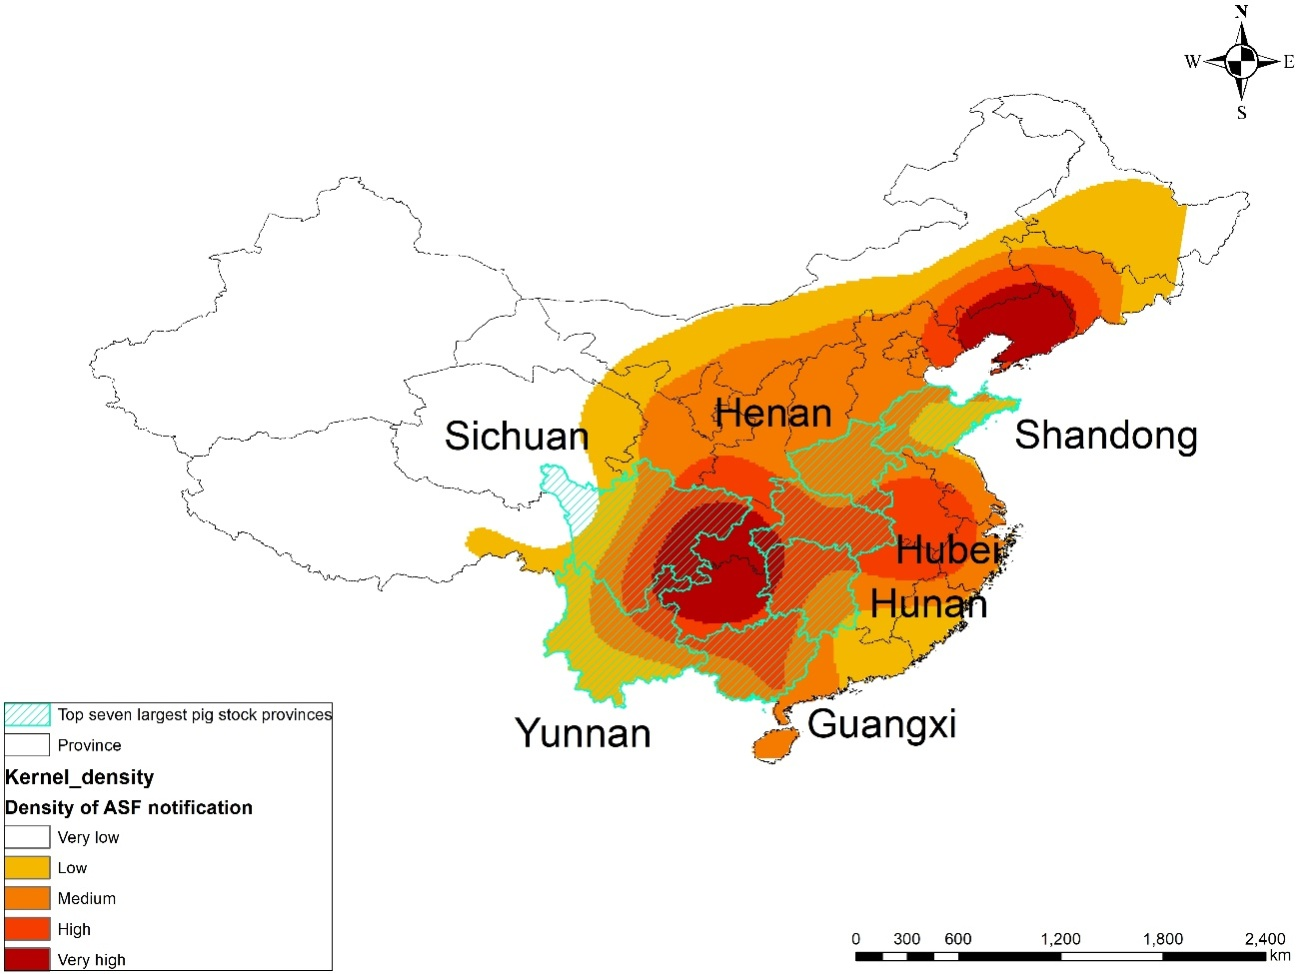 N
W E
S
Henan
Sichuan
Shandong
Hubei
Hunan
Yunnan
Guangxi
Top seven largest pig stock provinces
Province
Kernel_density
Density of ASF notification
Very low
Low
Medium
High
Very high
0 300 600 1,200 1,800 2,400
km